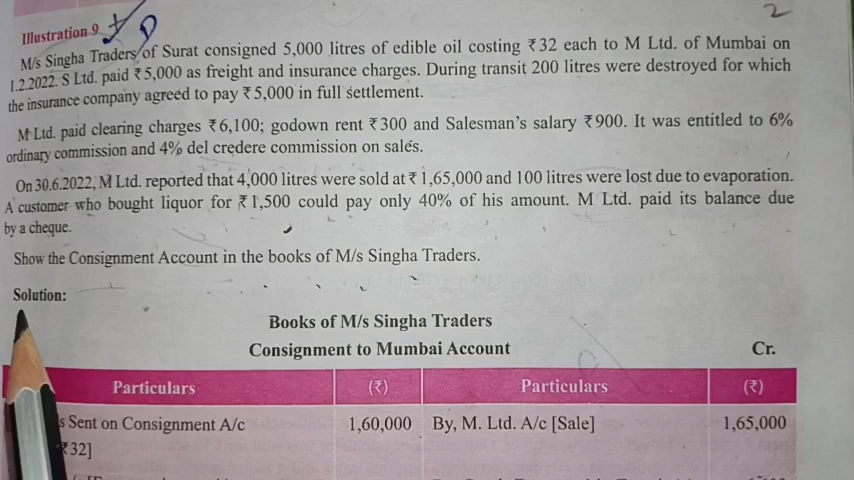 2
Illustration 9
M/s Singha Traders of Surat consigned 5,000 litres of edible oil costing ₹32 each to M Ltd. of Mumbai on
1.2.2022. S Ltd. paid ₹5,000 as freight and insurance charges. During transit 200 litres were destroyed for which
the insurance company agreed to pay ₹5,000 in full settlement.
M Ltd. paid clearing charges ₹6,100; godown rent ₹300 and Salesman's salary ₹900. It was entitled to 6%
ordinary commission and 4% del credere commission on sales.
On 30.6.2022, M Ltd. reported that 4,000 litres were sold at ₹1,65,000 and 100 litres were lost due to evaporation.
A customer who bought liquor for ₹1,500 could pay only 40% of his amount. M Ltd. paid its balance due
by a cheque.
Show the Consignment Account in the books of M/s Singha Traders.
Solution:
Books of M/s Singha Traders
Consignment to Mumbai Account Cr.
Particulars (₹) Particulars (₹)
s Sent on Consignment A/c 1,60,000 By, M. Ltd. A/c [Sale] 1,65,000
₹32]